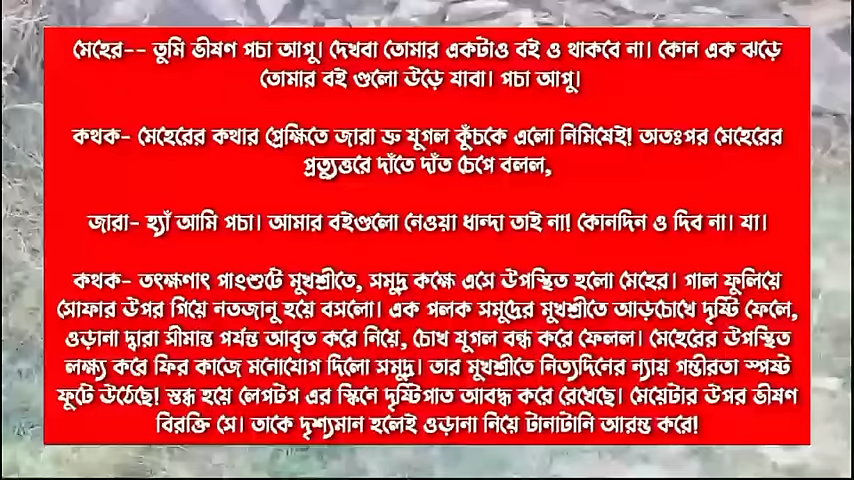 মেহের-- তুমি ভীষণ পচা আপু। দেখবা তোমার একটাও বই ও থাকবে না। কোন এক ঝড়ে
তোমার বই গুলো উড়ে যাবা। পচা আপু।
কথক- মেহেরের কথার প্রেক্ষিতে জারা ভ্রু যুগল কুঁচকে এলো নিমিষেই! অতঃপর মেহেরের
প্রত্যুত্তরে দাঁতে দাঁত চেপে বলল,
জারা- হ্যাঁ আমি পচা। আমার বইগুলো নেওয়া ধান্দা তাই না! কোনদিন ও দিব না। যা।
কথক- তৎক্ষণাৎ পাংশুটে মুখশ্রীতে, সমুদ্র কক্ষে এসে উপস্থিত হলো মেহের। গাল ফুলিয়ে
সোফার উপর গিয়ে নতজানু হয়ে বসলো। এক পলক সমুদ্রের মুখশ্রীতে আড়চোখে দৃষ্টি ফেলে,
ওড়ানা দ্বারা সীমান্ত পর্যন্ত আবৃত করে নিয়ে, চোখ যুগল বন্ধ করে ফেলল। মেহেরের উপস্থিত
লক্ষ্য করে ফির কাজে মনোযোগ দিলো সমুদ্র। তার মুখশ্রীতে নিত্যদিনের ন্যায় গম্ভীরতা স্পষ্ট
ফুটে উঠেছে! স্তব্ধ হয়ে লেপটপ এর স্কিনে দৃষ্টিপাত আবদ্ধ করে রেখেছে। মেয়েটার উপর ভীষণ
বিরক্তি সে। তাকে দৃশ্যমান হলেই ওড়ানা নিয়ে টানাটানি আরম্ভ করে!